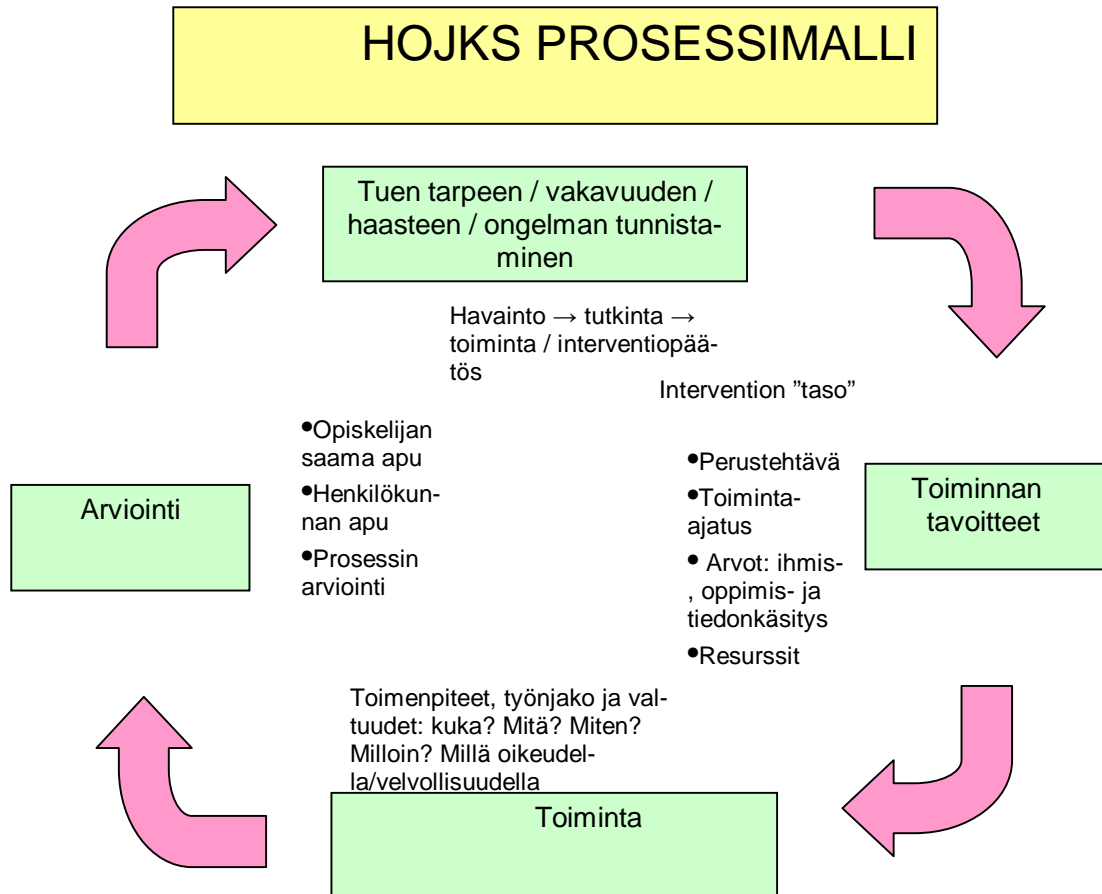 HOJKS PROSESSIMALLI
Tuen tarpeen / vakavuuden /
haasteen / ongelman tunnista-
minen
Havainto → tutkinta →
toiminta / interventiopää-
tös
Intervention ”taso”
•Perustehtävä
•Toiminta-
ajatus
• Arvot: ihmis-
, oppimis- ja
tiedonkäsitys
•Resurssit
Toiminnan
tavoitteet
Toimenpiteet, työnjako ja val-
tuudet: kuka? Mitä? Miten?
Milloin? Millä oikeudel-
la/velvollisuudella
Toiminta
•Opiskelijan
saama apu
•Henkilökun-
nan apu
•Prosessin
arviointi
Arviointi